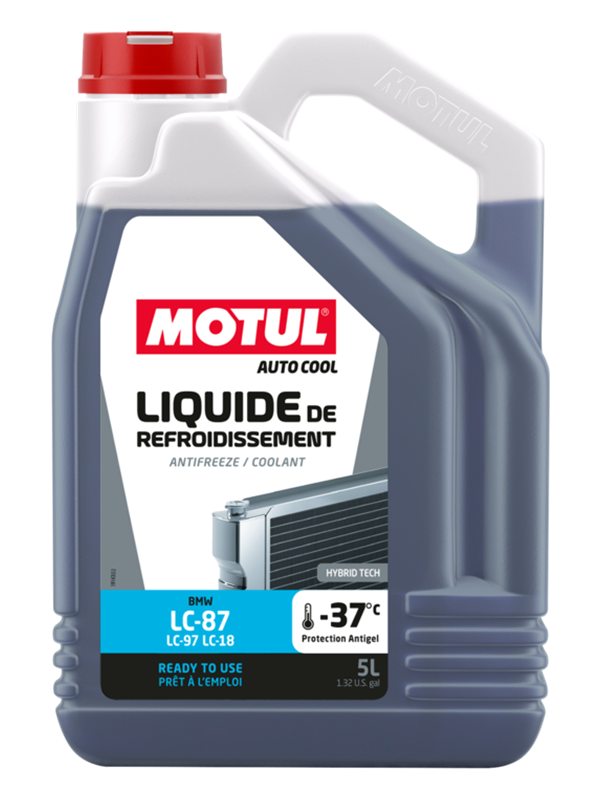 MOTUL
MOTUL®
AUTO COOL
LIQUIDE DE
REFROIDISSEMENT
ANTIFREEZE / COOLANT
HYBRID TECH
BMW
LC-87
LC-97 LC-18
-37°C
Protection Antigel
READY TO USE
PRÊT À L'EMPLOI
5L
1.32 U.S. gal